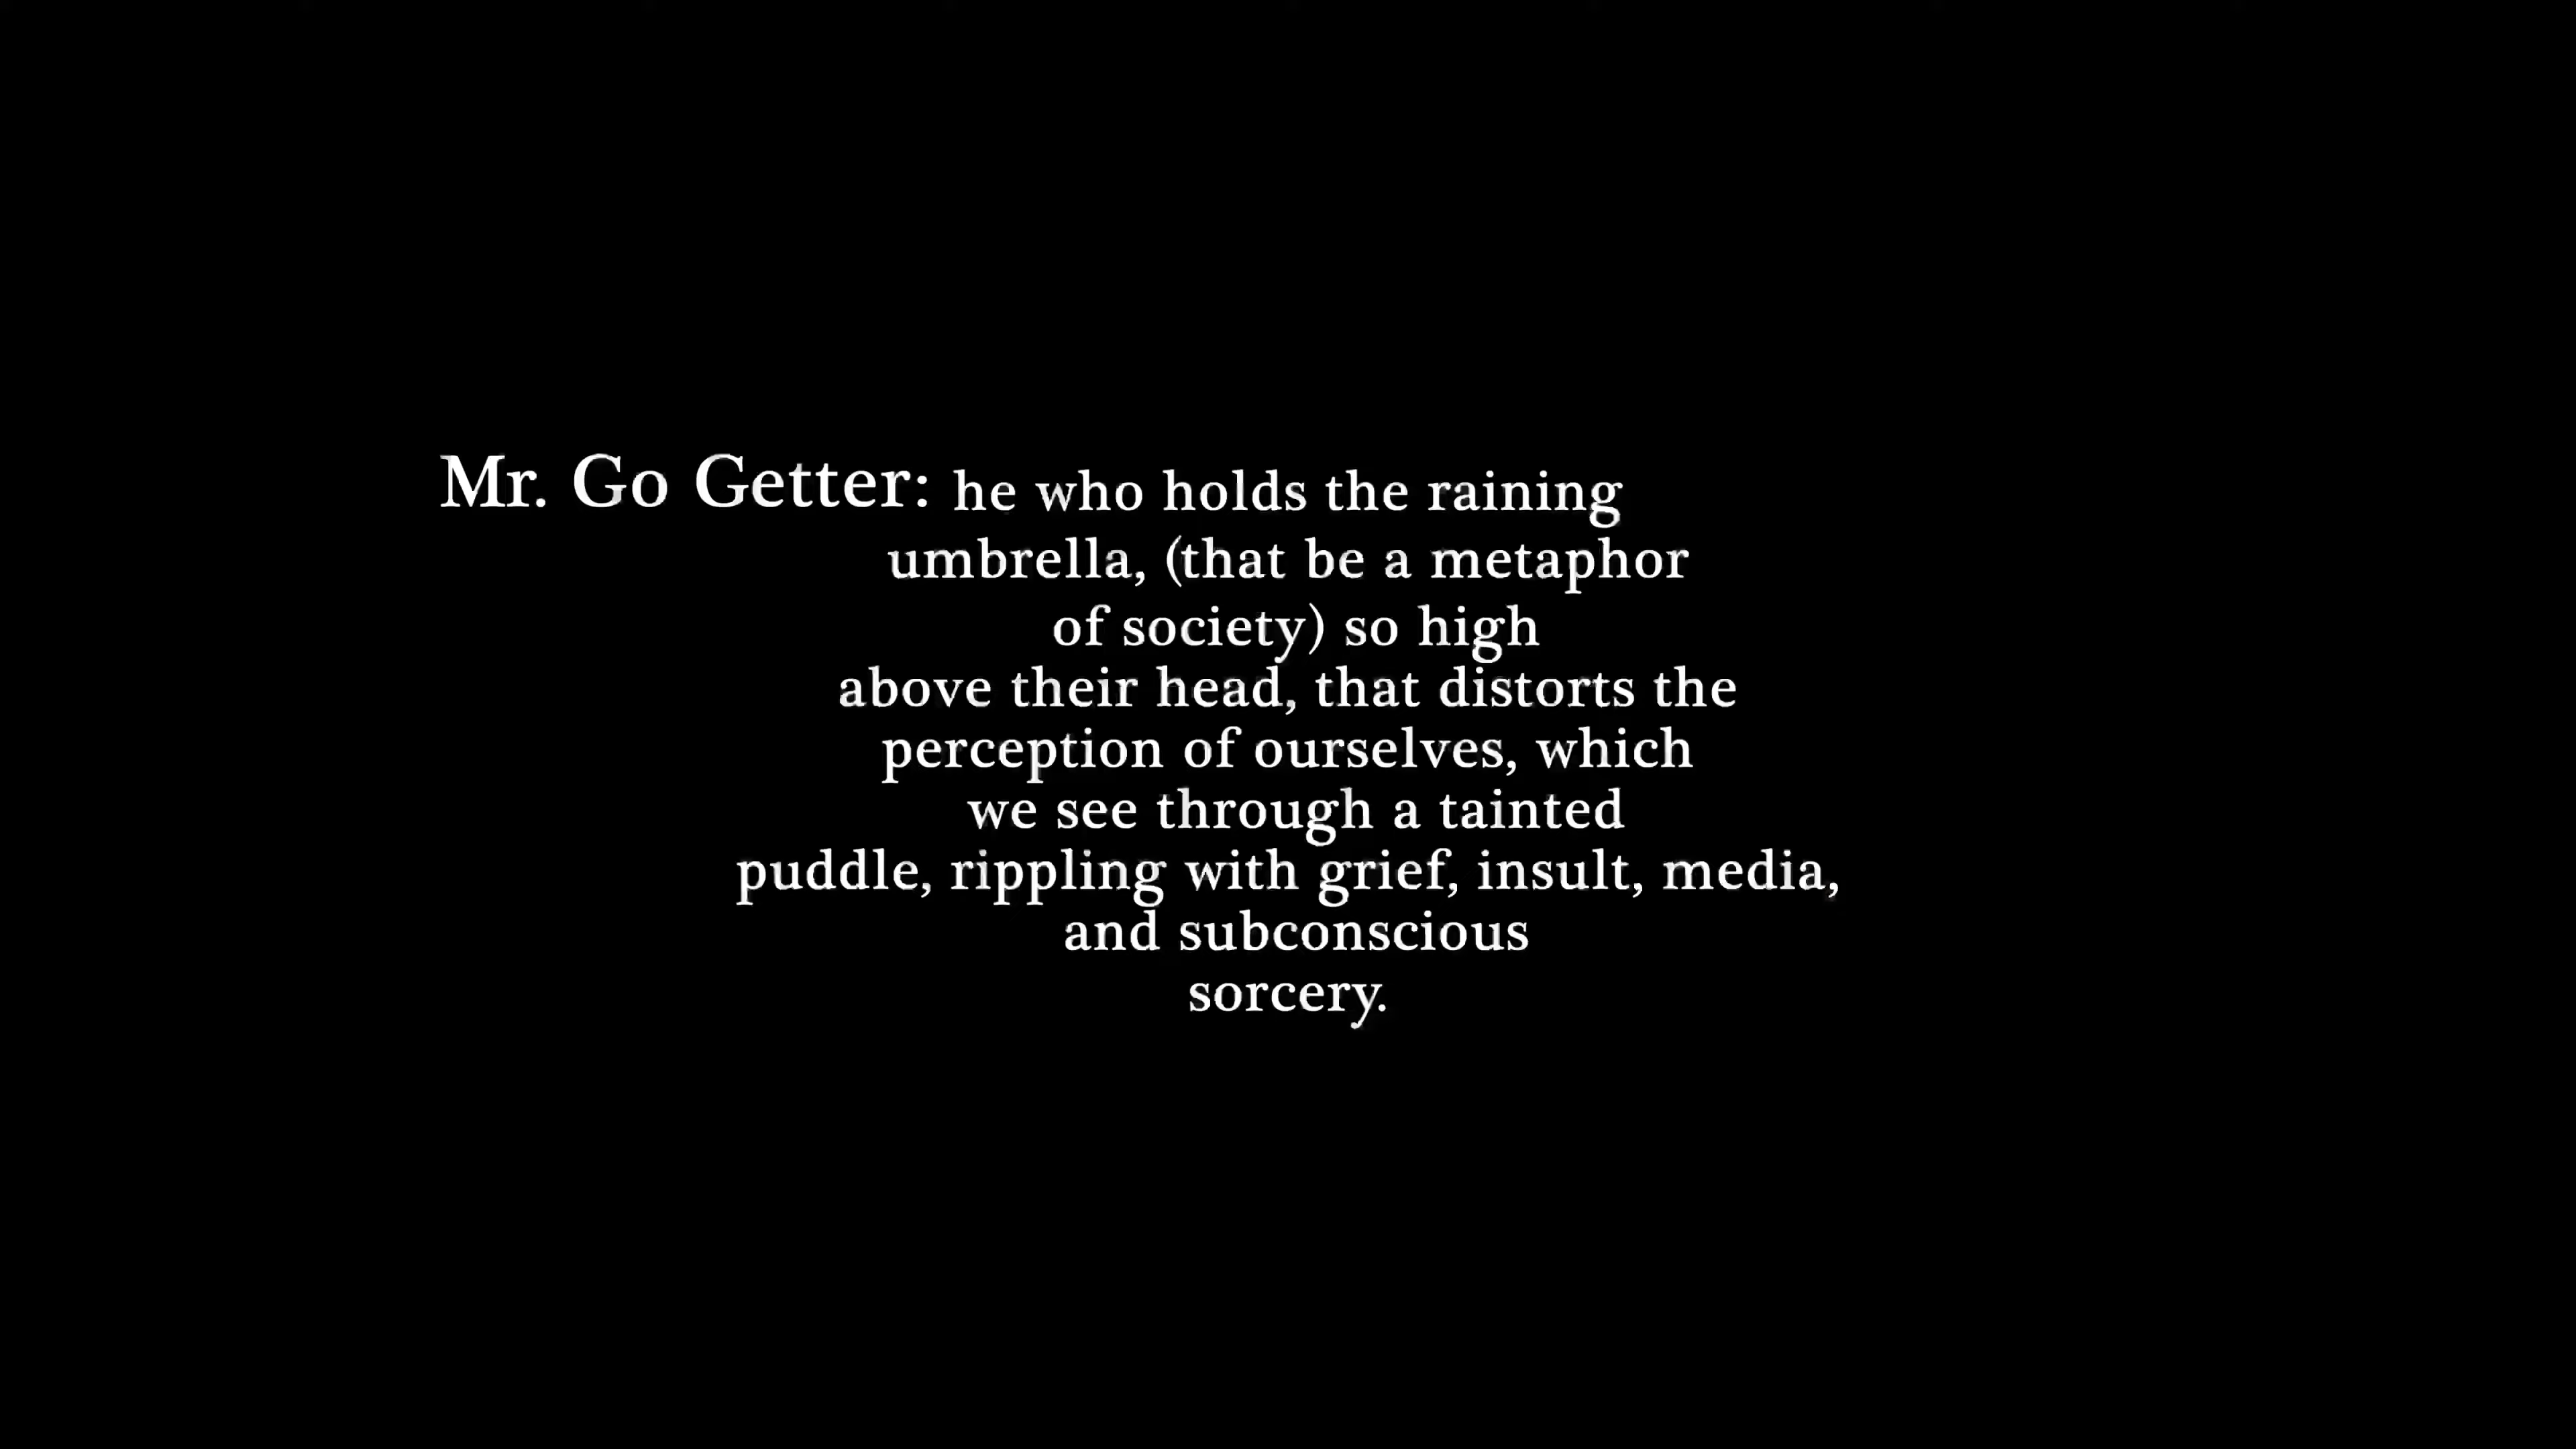 Mr. Go Getter: he who holds the raining
umbrella, (that be a metaphor
of society) so high
above their head, that distorts the
perception of ourselves, which
we see through a tainted
puddle, rippling with grief, insult, media,
and subconscious
sorcery.